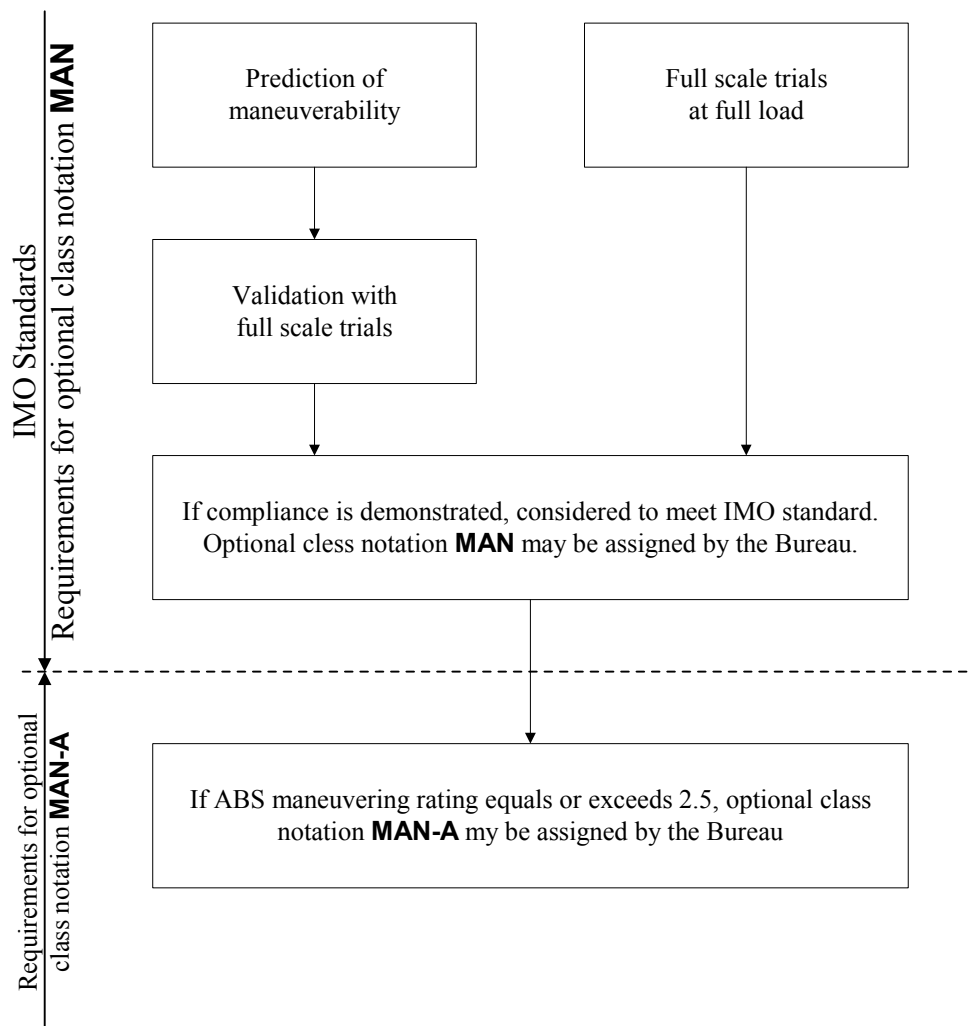 IMO Standards
Requirements for optional class notation MAN
Prediction of
maneuverability
Full scale trials
at full load
Validation with
full scale trials
If compliance is demonstrated, considered to meet IMO standard.
Optional cless notation MAN may be assigned by the Bureau.
Requirements for optional
class notation MAN-A
If ABS maneuvering rating equals or exceeds 2.5, optional class
notation MAN-A my be assigned by the Bureau